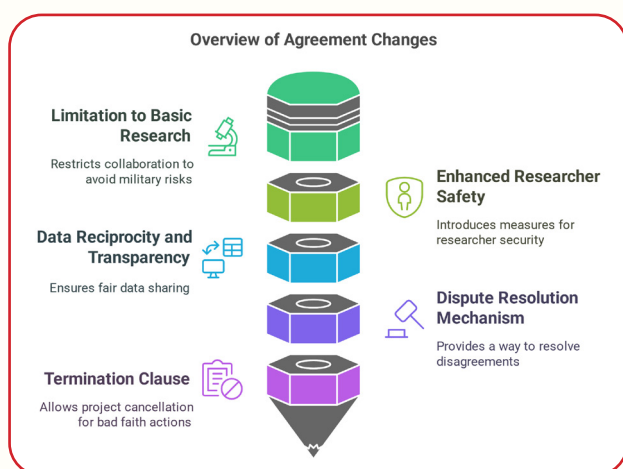 Overview of Agreement Changes
Limitation to Basic
Research
Restricts collaboration to
avoid military risks
Enhanced Researcher
Safety
Introduces measures for
researcher security
Data Reciprocity and
Transparency
Ensures fair data sharing
Dispute Resolution
Mechanism
Provides a way to resolve
disagreements
Termination Clause
Allows project cancellation
for bad faith actions